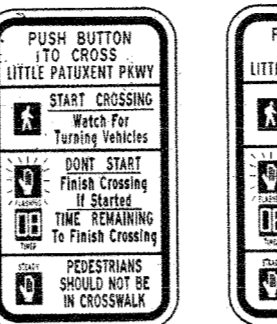 PUSH BUTTON
TO CROSS
LITTLE PATUXENT PKWY
START CROSSING
Watch For
Turning Vehicles
DONT START
Finish Crossing
If Started
FLASHING
TIME REMAINING
To Finish Crossing
TIMER
STEADY
PEDESTRIANS
SHOULD NOT BE
IN CROSSWALK